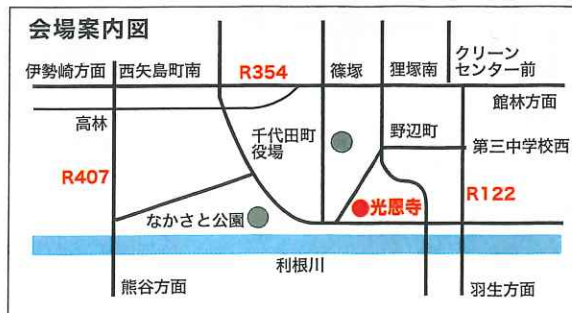 会場案内図
伊勢崎方面
西矢島町南
R354
篠塚
狸塚南
クリーン
センター前
高林
館林方面
千代田町
役場
野辺町
第三中学校西
R407
なかさと公園
光恩寺
R122
利根川
熊谷方面
羽生方面